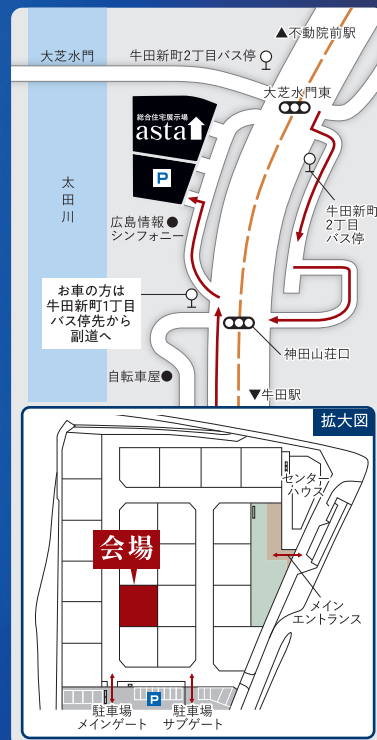 ▲不動院前駅
大芝水門
牛田新町2丁目バス停
大芝水門東
総合住宅展示場
asta
P
太田川
牛田新町
2丁目
バス停
広島情報●
シンフォニー
お車の方は
牛田新町1丁目
バス停先から
副道へ
神田山荘口
自転車屋●
▼牛田駅
拡大図
センター
ハウス
会場
メイン
エントランス
P
駐車場
メインゲート
駐車場
サブゲート